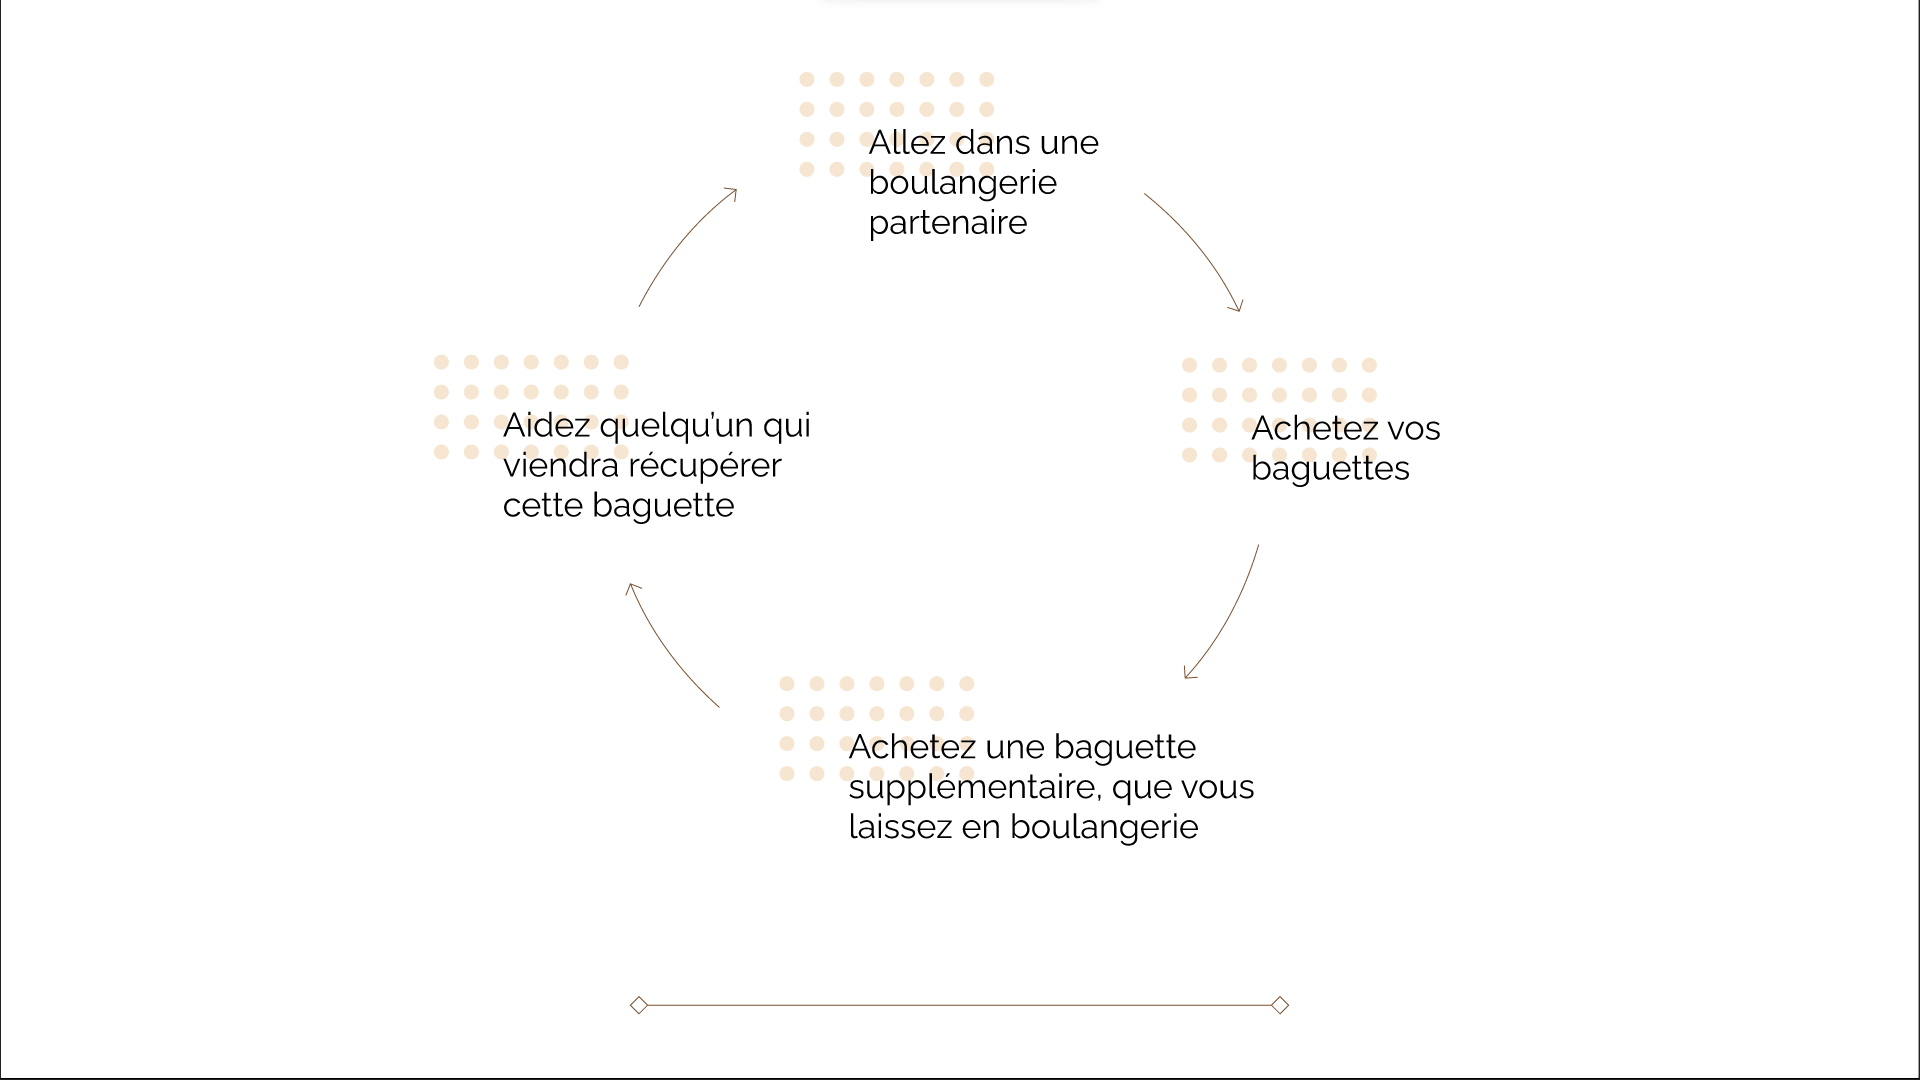 Allez dans une
boulangerie
partenaire
Achetez vos
baguettes
Achetez une baguette
supplémentaire, que vous
laissez en boulangerie
Aidez quelqu'un qui
viendra récupérer
cette baguette